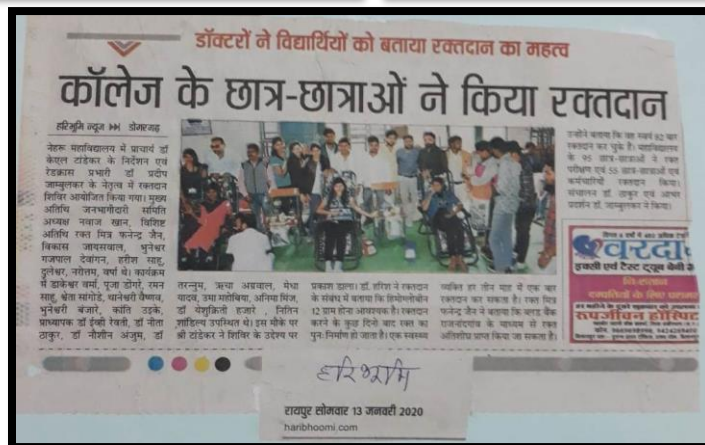 डॉक्टरों ने विद्यार्थियों को बताया रक्तदान का महत्व
कॉलेज के छात्र-छात्राओं ने किया रक्तदान
हरिभूमि न्यूज डोंगरगढ़
नेहरू महाविद्यालय में प्राचार्य डॉ
केएल टांडेकर के निर्देशन एवं
रेडक्रास प्रभारी डॉ प्रदीप
जाम्बुलकर के नेतृत्व में रक्तदान
शिविर आयोजित किया गया। मुख्य
अतिथि जनभागीदारी समिति
अध्यक्ष नवाज खान, विशिष्ट
अतिथि रक्त मित्र फनेन्द्र जैन,
विकास जायसवाल, भुनेश्वर
गजपाल देवांगन, हरीश साहू,
दुलेश्वर, नरोत्तम, वर्षा थे। कार्यक्रम
में डाकेश्वर वर्मा, पूजा डोंगरे, रमन
साहू, श्वेता सांगोडे, धानेश्वरी वैष्णव,
भुनेश्वरी बंजारे, कांति उइके,
प्राध्यापक डॉ ईव्ही रेवती, डॉ नीता
ठाकुर, डॉ नौशीन अंजुम, डॉ
तरन्नुम, ऋचा अग्रवाल, मेधा
यादव, उमा महोबिया, अनिमा मिंज,
डॉ येशुक्रिती हजारे , नितिन
शांडिल्य उपस्थित थे। इस मौके पर
श्री टांडेकर ने शिविर के उद्देश्य पर
प्रकाश डाला। डॉ. हरिश ने रक्तदान
के संबंध में बताया कि हिमोग्लोबीन
12 ग्राम होना आवश्यक है। रक्तदान
करने के कुछ दिनों बाद रक्त का
पुनः निर्माण हो जाता है। एक स्वस्थ्य
व्यक्ति हर तीन माह में एक बार
रक्तदान कर सकता है। रक्त मित्र
फनेन्द्र जैन ने बताया कि ब्लड बैंक
राजनांदगांव के माध्यम से रक्त
अतिशीघ्र प्राप्त किया जा सकता है।
उन्होंने बताया कि वह स्वयं 82 बार
रक्तदान कर चुके हैं। महाविद्यालय
के 95 छात्र-छात्राओं ने रक्त
परीक्षण एवं 55 छात्र-छात्राओं एवं
कर्मचारियों रक्तदान किया।
संचालन डॉ. ठाकुर एवं आभार
प्रदर्शन डॉ. जाम्बुलकर ने किया।
वरदा
इक्सी एवं टैस्ट ट्यूब बेबी
रूपजीवन हॉस्पिट
हरिभूमि
रायपुर सोमवार 13 जनवरी 2020
haribhoomi.com